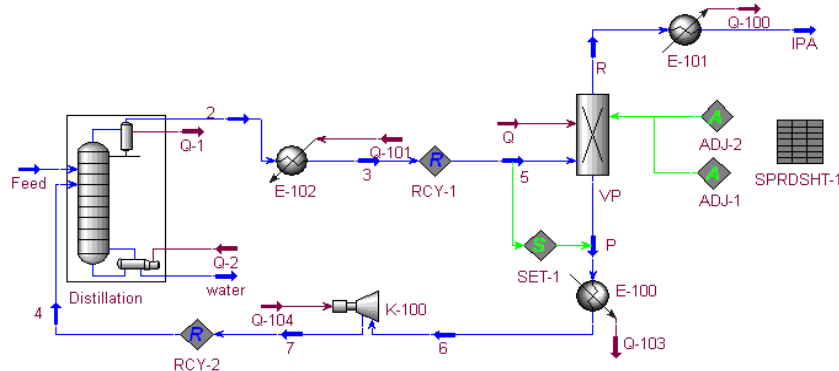 Q-100
IPA
E-101
R
2
Q-1
Q
A
ADJ-2
Q-101
Feed
E-102
3
R
RCY-1
5
A
ADJ-1
SPRDSHT-1
VP
Q-2
S
SET-1
P
Distillation
water
E-100
4
Q-104
K-100
R
RCY-2
7
6
Q-103